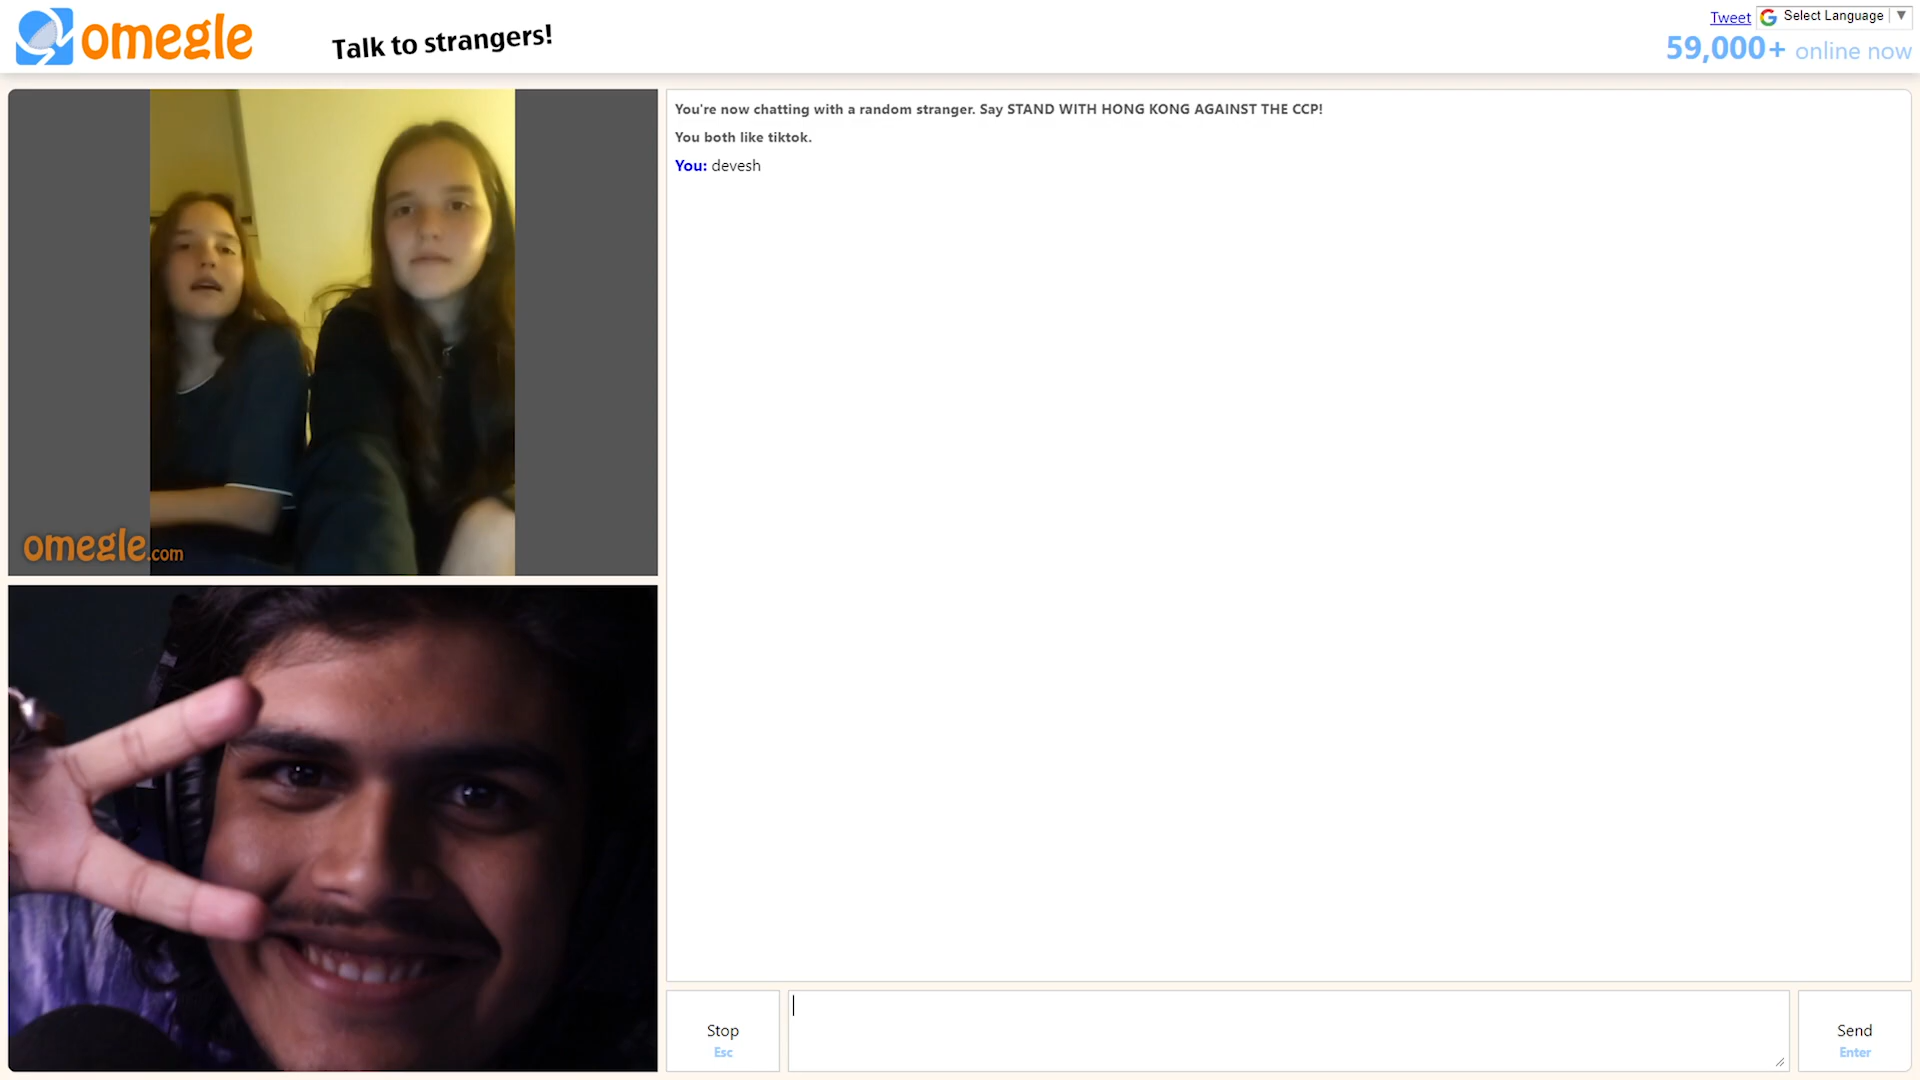 omegle
Talk to strangers!
Tweet
Select Language ▼
59,000+ online now
You're now chatting with a random stranger. Say STAND WITH HONG KONG AGAINST THE CCP!
You both like tiktok.
You: devesh
omegle.com
Stop
Esc
Send
Enter